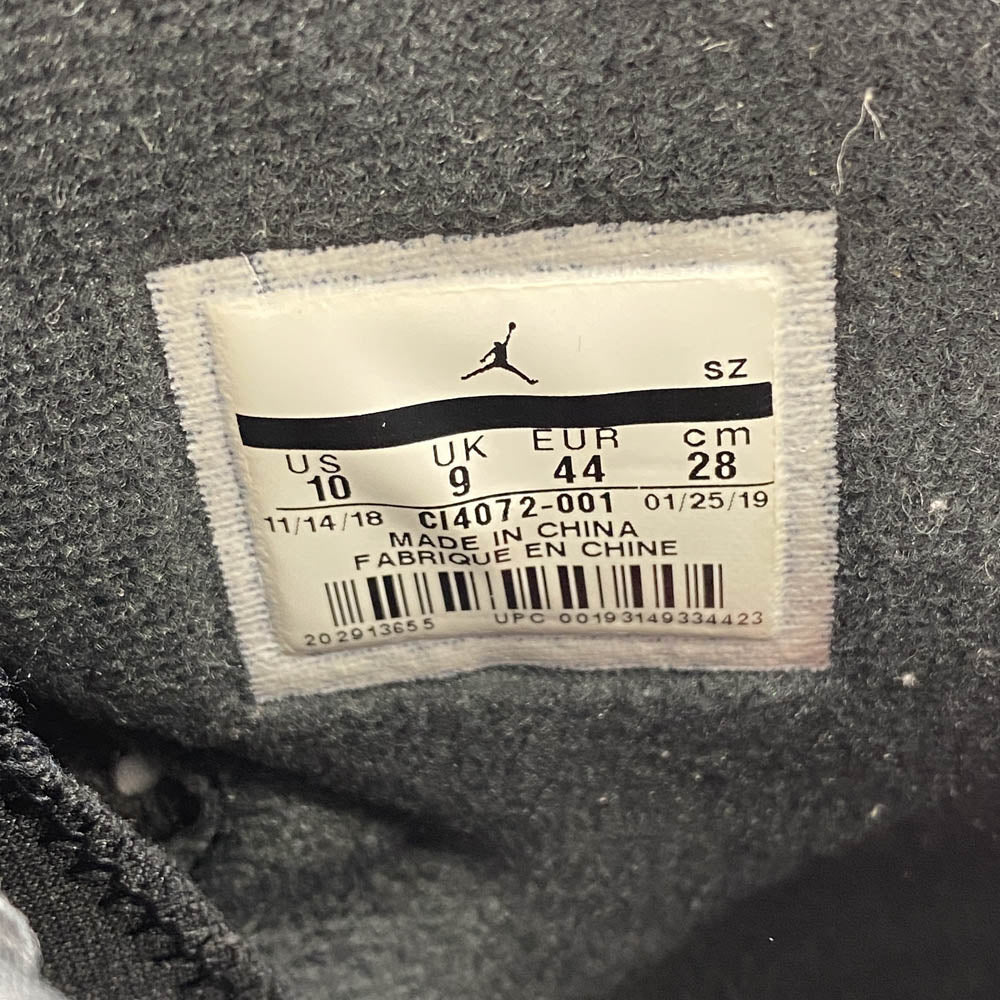 SZ
US UK EUR cm
10 9 44 28
11/14/18 CI4072-001 01/25/19
MADE IN CHINA
FABRIQUE EN CHINE
202913655 UPC 00193149334423